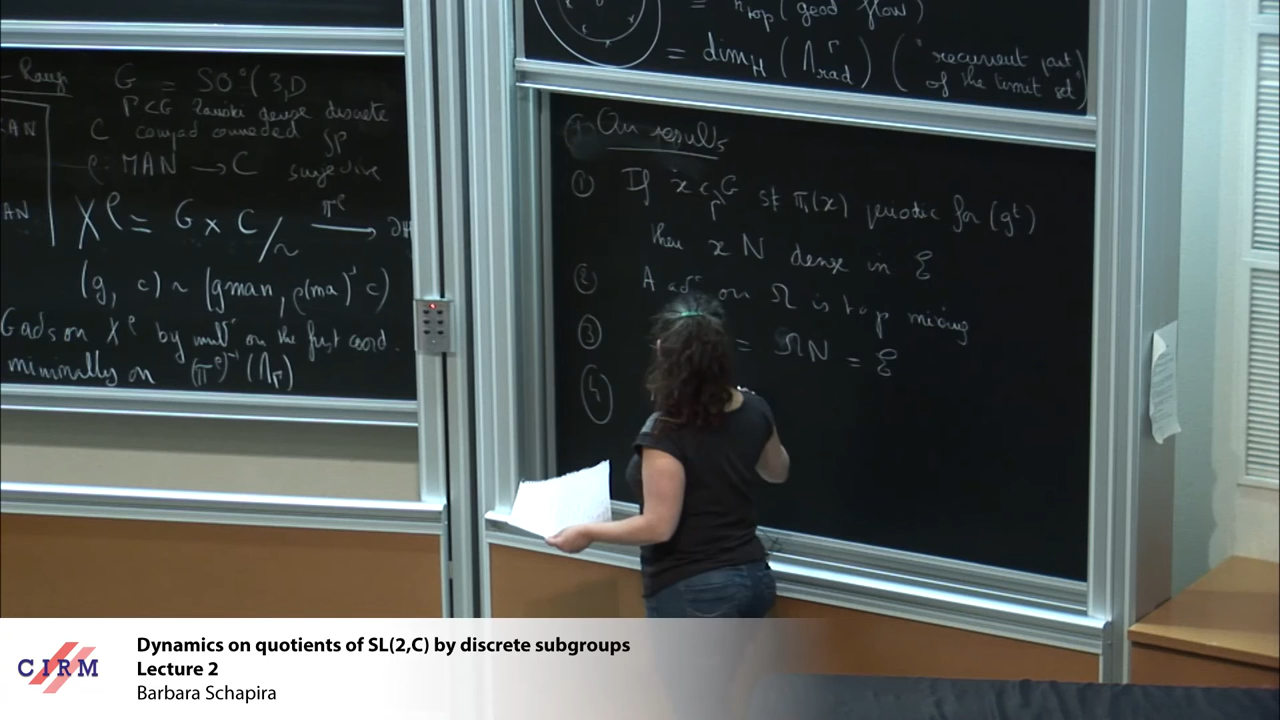 G = SO°(3,1)
Γ<G Zariski dense discrete
C compact connected gp
ρ: MAN → C surjective
X^ρ = G × C /~ →^{π^ρ} ∂H
(g, c) ~ (gman, ρ(ma)^{-1} c)
G acts on X^ρ by mult° on the first coord.
minimally on (π^ρ)^{-1}(Λ_Γ)
= h_top (good flow)
= dim_H (Λ^Γ_rad) ("recurrent part
of the limit set")
Our results
① If x ∈ Γ\G st π_1(x) periodic for (g^t)
then x N dense in ℰ
② A act° on Ω is top mixing
③ = ΩN = ℰ
④
CIRM
Dynamics on quotients of SL(2,C) by discrete subgroups
Lecture 2
Barbara Schapira